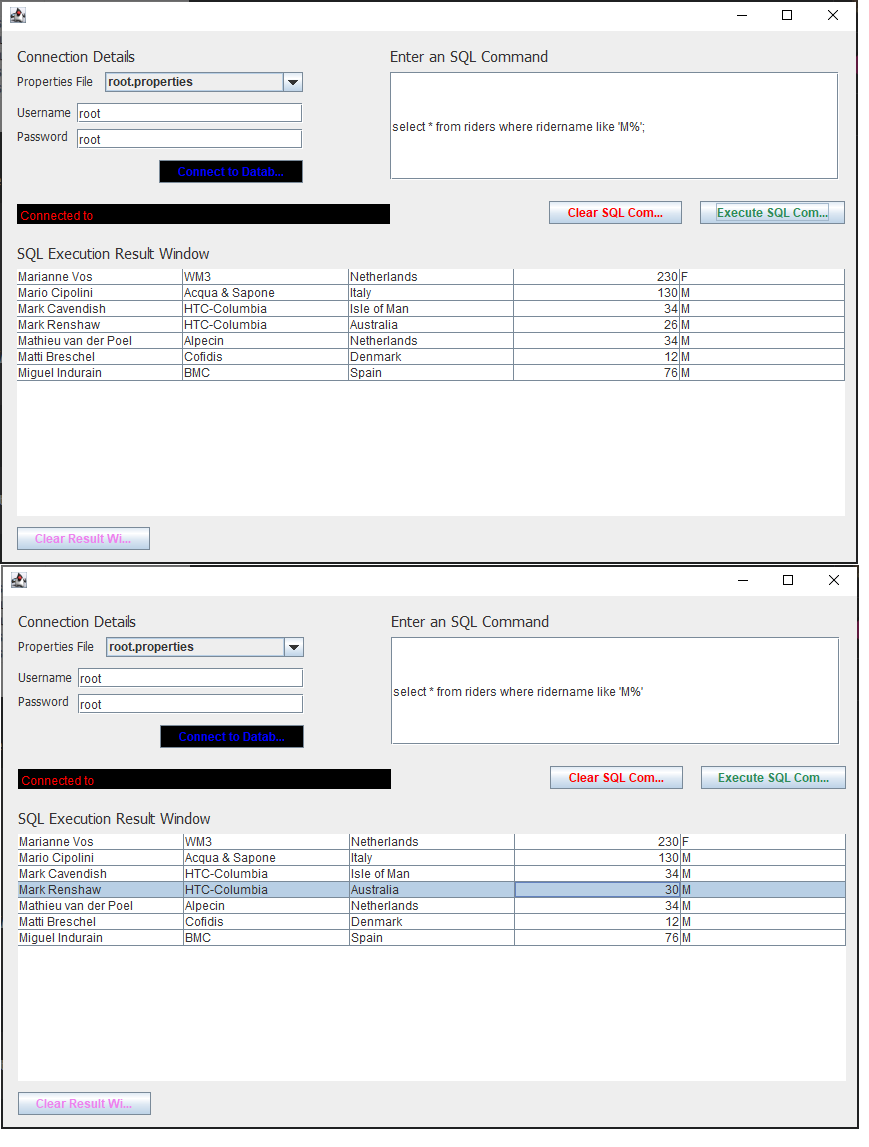 Connection Details
Enter an SQL Command
Properties File root.properties
select * from riders where ridername like 'M%';
Username root
Password root
Connect to Datab...
Connected to
Clear SQL Com...
Execute SQL Com...
SQL Execution Result Window
Marianne Vos WM3 Netherlands 230 F
Mario Cipolini Acqua & Sapone Italy 130 M
Mark Cavendish HTC-Columbia Isle of Man 34 M
Mark Renshaw HTC-Columbia Australia 26 M
Mathieu van der Poel Alpecin Netherlands 34 M
Matti Breschel Cofidis Denmark 12 M
Miguel Indurain BMC Spain 76 M
Clear Result Wi...
Connection Details
Enter an SQL Command
Properties File root.properties
select * from riders where ridername like 'M%'
Username root
Password root
Connect to Datab...
Connected to
Clear SQL Com...
Execute SQL Com...
SQL Execution Result Window
Marianne Vos WM3 Netherlands 230 F
Mario Cipolini Acqua & Sapone Italy 130 M
Mark Cavendish HTC-Columbia Isle of Man 34 M
Mark Renshaw HTC-Columbia Australia 30 M
Mathieu van der Poel Alpecin Netherlands 34 M
Matti Breschel Cofidis Denmark 12 M
Miguel Indurain BMC Spain 76 M
Clear Result Wi...